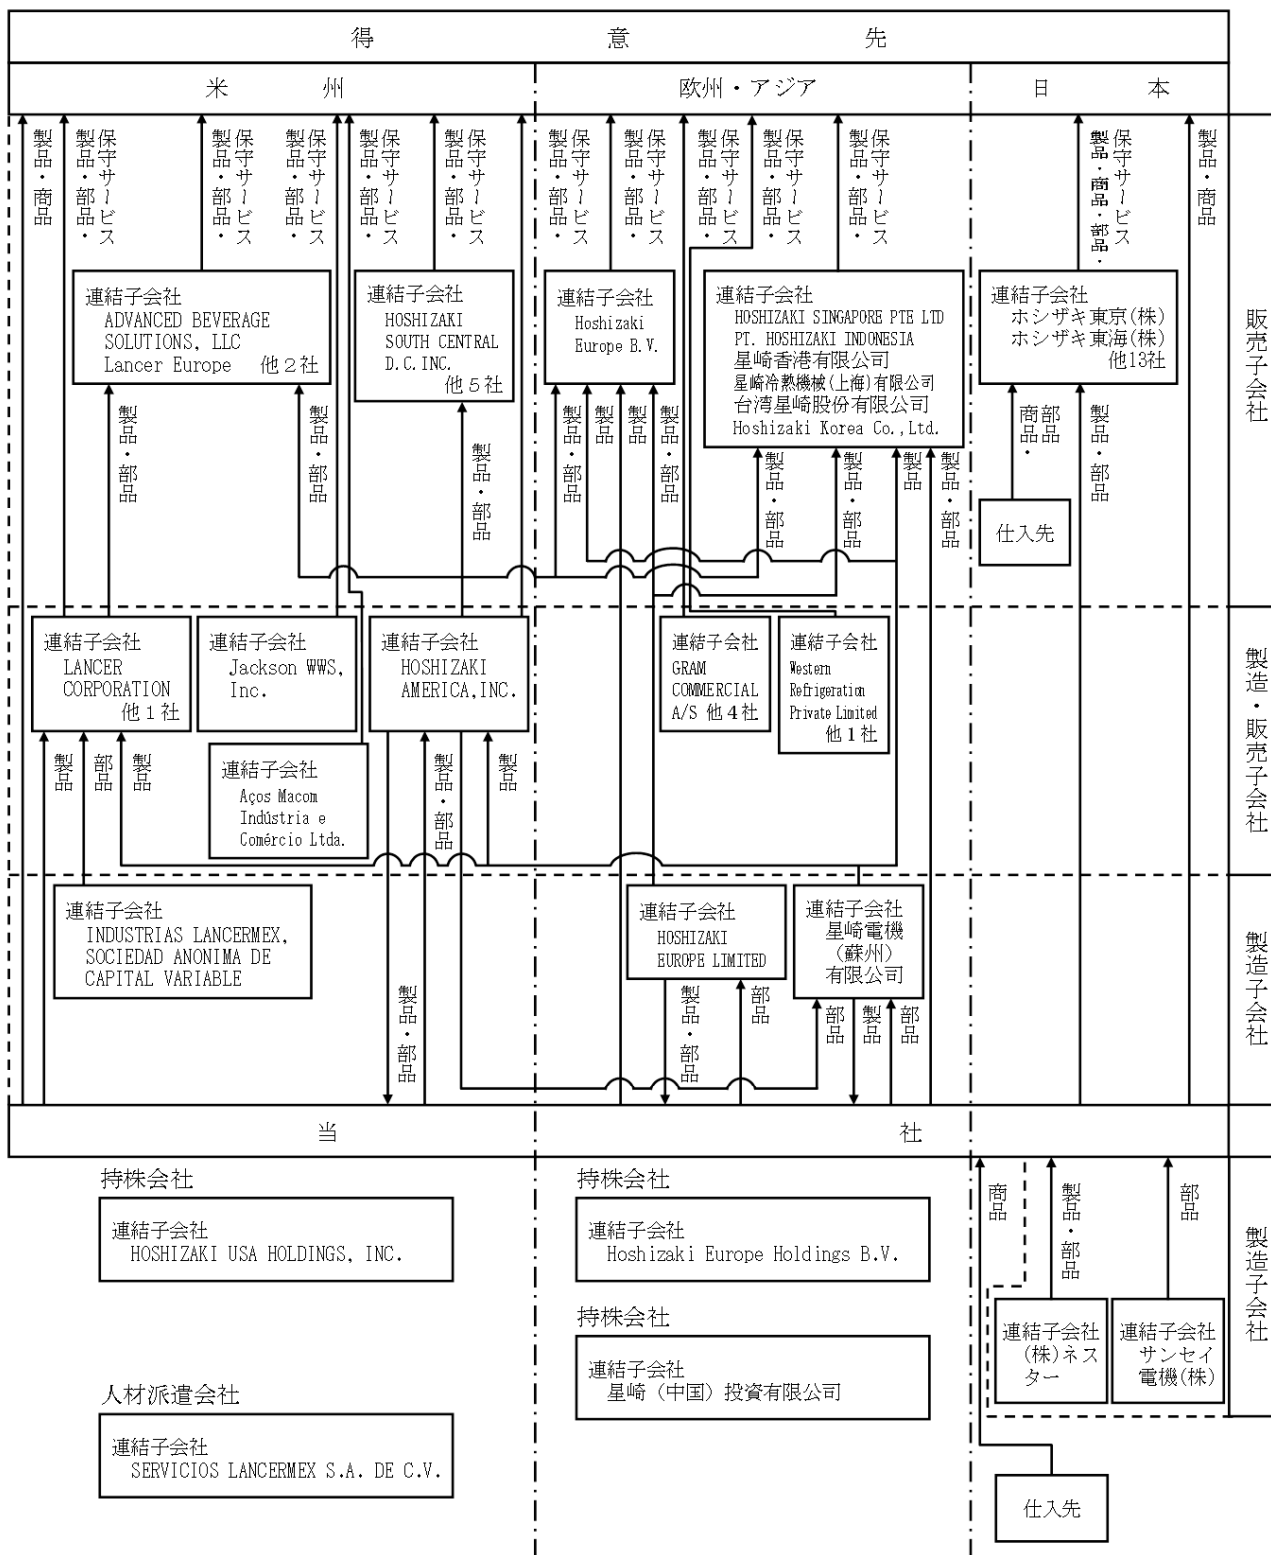 得意先
米州
欧州・アジア
日本
製品・商品
保守サービス
製品・部品・
保守サービス
製品・部品・
保守サービス
製品・部品・
保守サービス
製品・部品・
保守サービス
製品・部品・
保守サービス
製品・部品・
保守サービス
製品・部品・
保守サービス
製品・部品・
保守サービス
製品・部品・
保守サービス
製品・商品・部品・
製品・商品
連結子会社
ADVANCED BEVERAGE
SOLUTIONS, LLC
Lancer Europe 他2社
連結子会社
HOSHIZAKI
SOUTH CENTRAL
D.C.INC.
他5社
連結子会社
Hoshizaki
Europe B.V.
連結子会社
HOSHIZAKI SINGAPORE PTE LTD
PT. HOSHIZAKI INDONESIA
星崎香港有限公司
星崎冷熱機械(上海)有限公司
台湾星崎股份有限公司
Hoshizaki Korea Co.,Ltd.
連結子会社
ホシザキ東京(株)
ホシザキ東海(株)
他13社
販売子会社
製品・部品
製品・部品
製品・部品
製品・部品
製品
製品
製品・部品
製品・部品
製品・部品
製品
製品・部品
部品
商品・
製品・部品
仕入先
連結子会社
LANCER
CORPORATION
他1社
連結子会社
Jackson WWS,
Inc.
連結子会社
HOSHIZAKI
AMERICA,INC.
連結子会社
GRAM
COMMERCIAL
A/S 他4社
連結子会社
Western
Refrigeration
Private Limited
他1社
製造・販売子会社
製品
部品
製品
連結子会社
Aços Macom
Indústria e
Comércio Ltda.
製品・部品
製品
連結子会社
INDUSTRIAS LANCERMEX,
SOCIEDAD ANONIMA DE
CAPITAL VARIABLE
連結子会社
HOSHIZAKI
EUROPE LIMITED
連結子会社
星崎電機
(蘇州)
有限公司
製造子会社
製品・部品
製品・部品
部品
部品
製品
部品
当社
持株会社
連結子会社
HOSHIZAKI USA HOLDINGS, INC.
持株会社
連結子会社
Hoshizaki Europe Holdings B.V.
商品
製品・部品
部品
製造子会社
持株会社
連結子会社
星崎（中国）投資有限公司
連結子会社
(株)ネス
ター
連結子会社
サンセイ
電機(株)
人材派遣会社
連結子会社
SERVICIOS LANCERMEX S.A. DE C.V.
仕入先